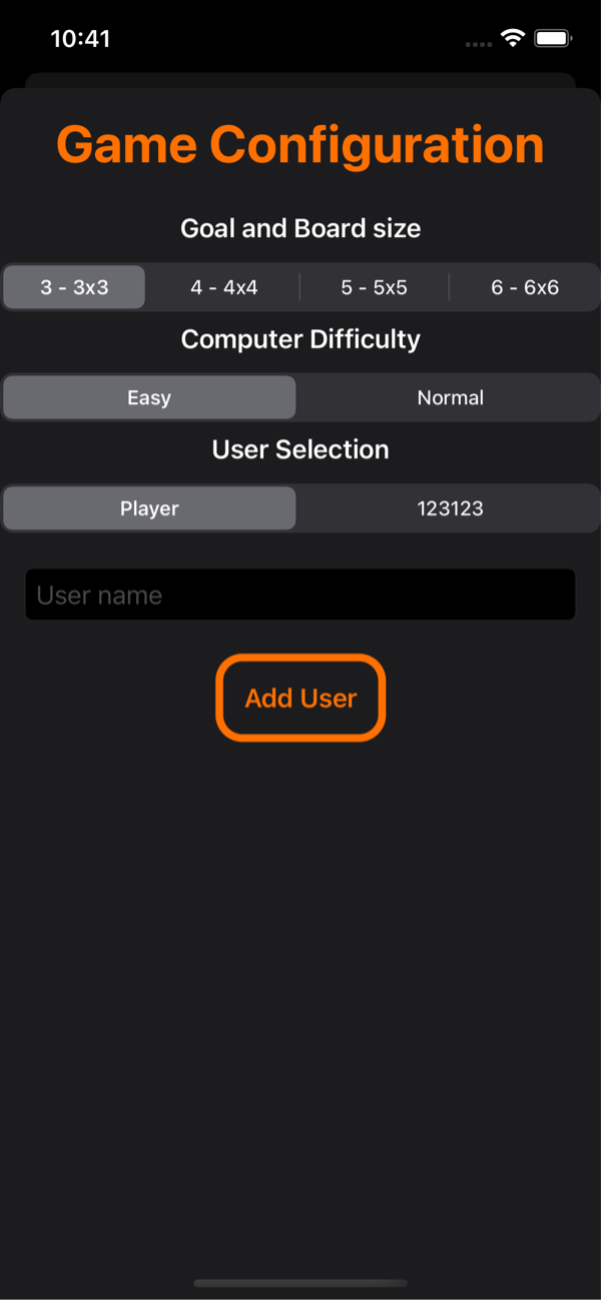 10:41
Game Configuration
Goal and Board size
3 - 3x3 4 - 4x4 5 - 5x5 6 - 6x6
Computer Difficulty
Easy Normal
User Selection
Player 123123
User name
Add User